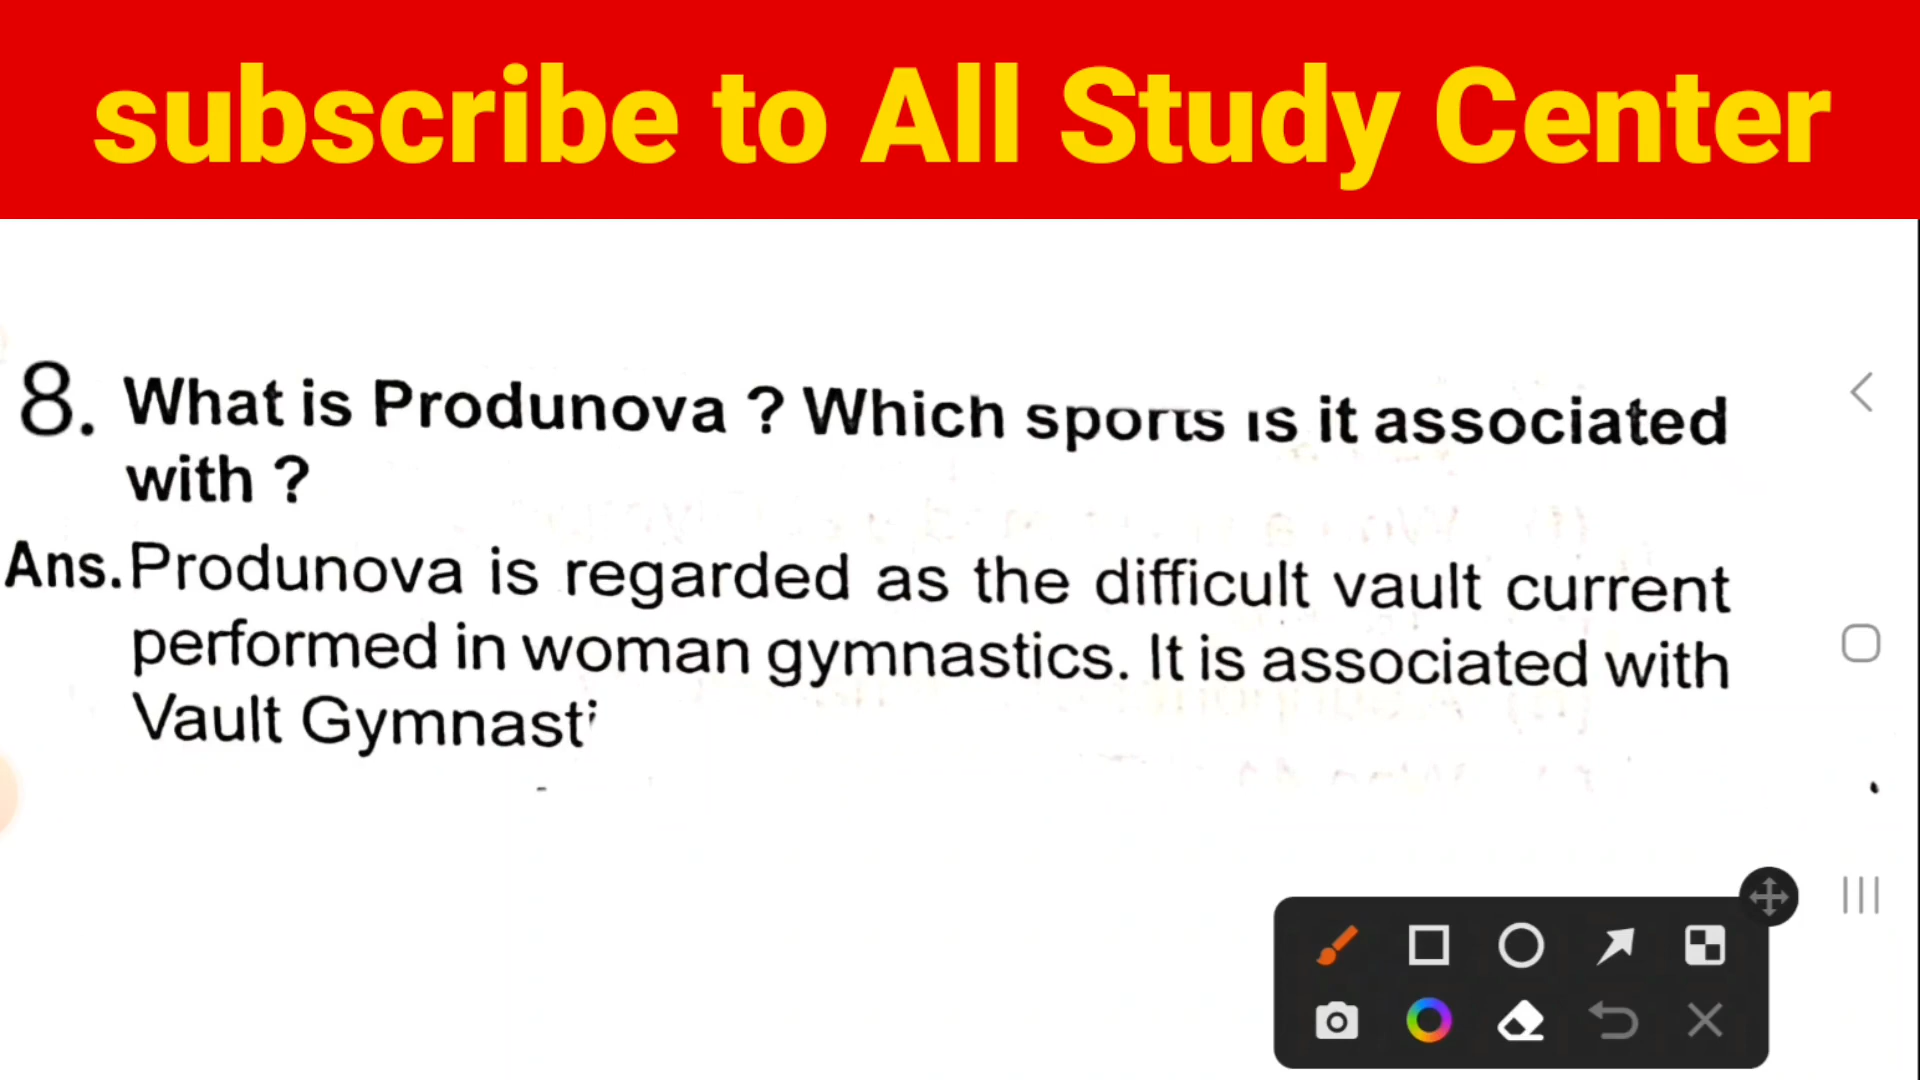 subscribe to All Study Center
8. What is Produnova ? Which sports is it associated
with ?
Ans. Produnova is regarded as the difficult vault current
performed in woman gymnastics. It is associated with
Vault Gymnasti